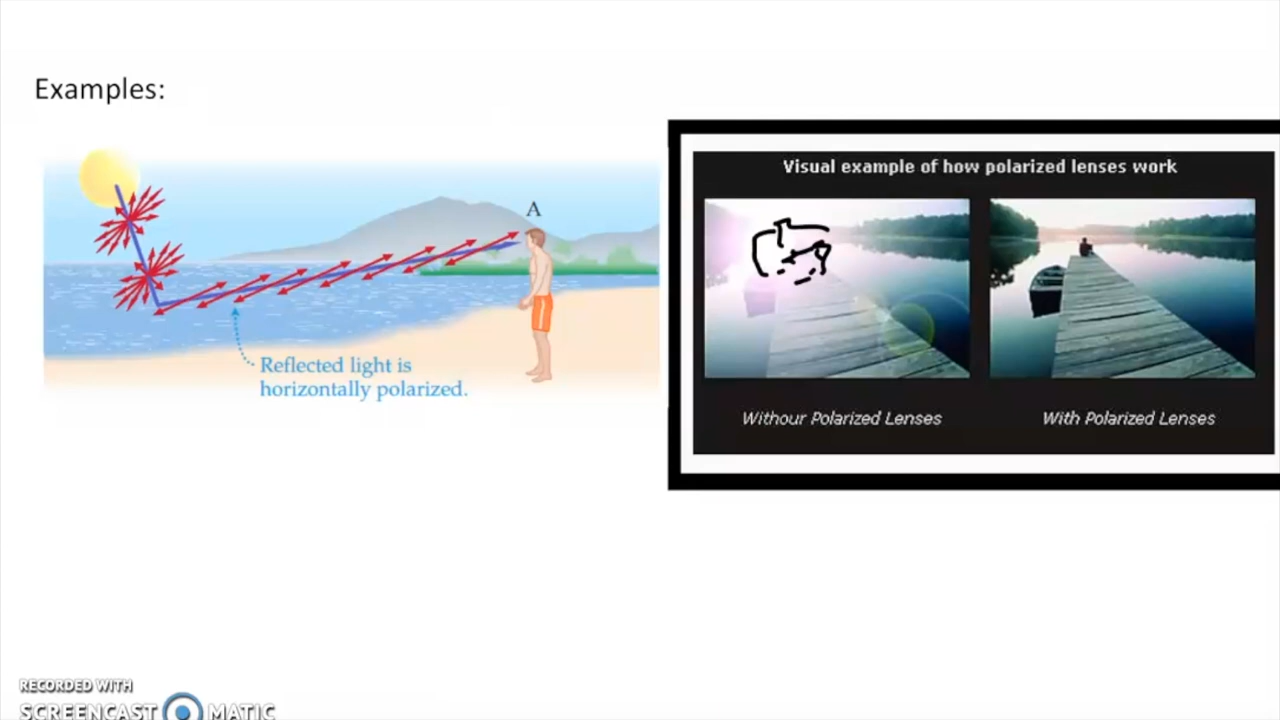 Examples:
A
Reflected light is
horizontally polarized.
Visual example of how polarized lenses work
Withour Polarized Lenses
With Polarized Lenses
RECORDED WITH
SCREENCAST MATIC